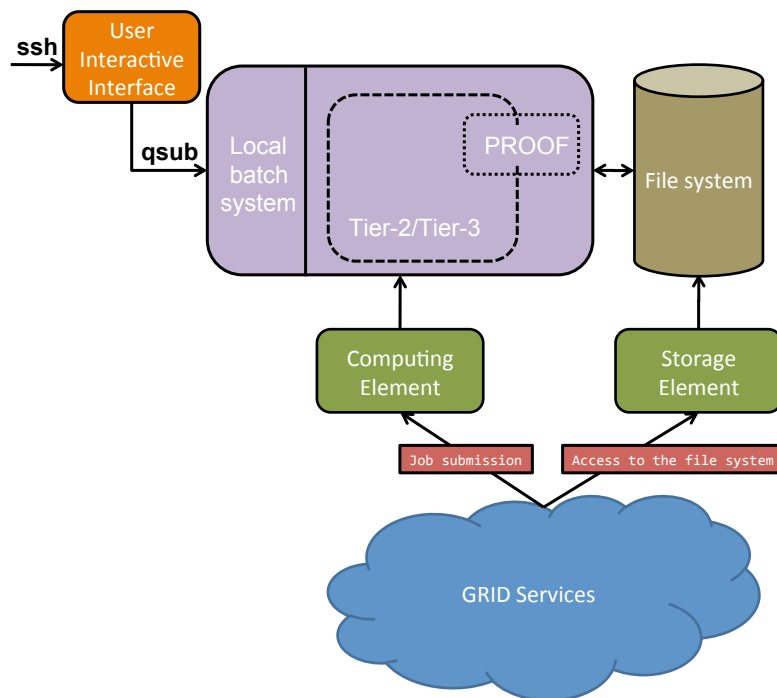 ssh
User
Interactive
Interface
qsub
Local
batch
system
PROOF
Tier-2/Tier-3
File system
Computing
Element
Storage
Element
Job submission
Access to the file system
GRID Services